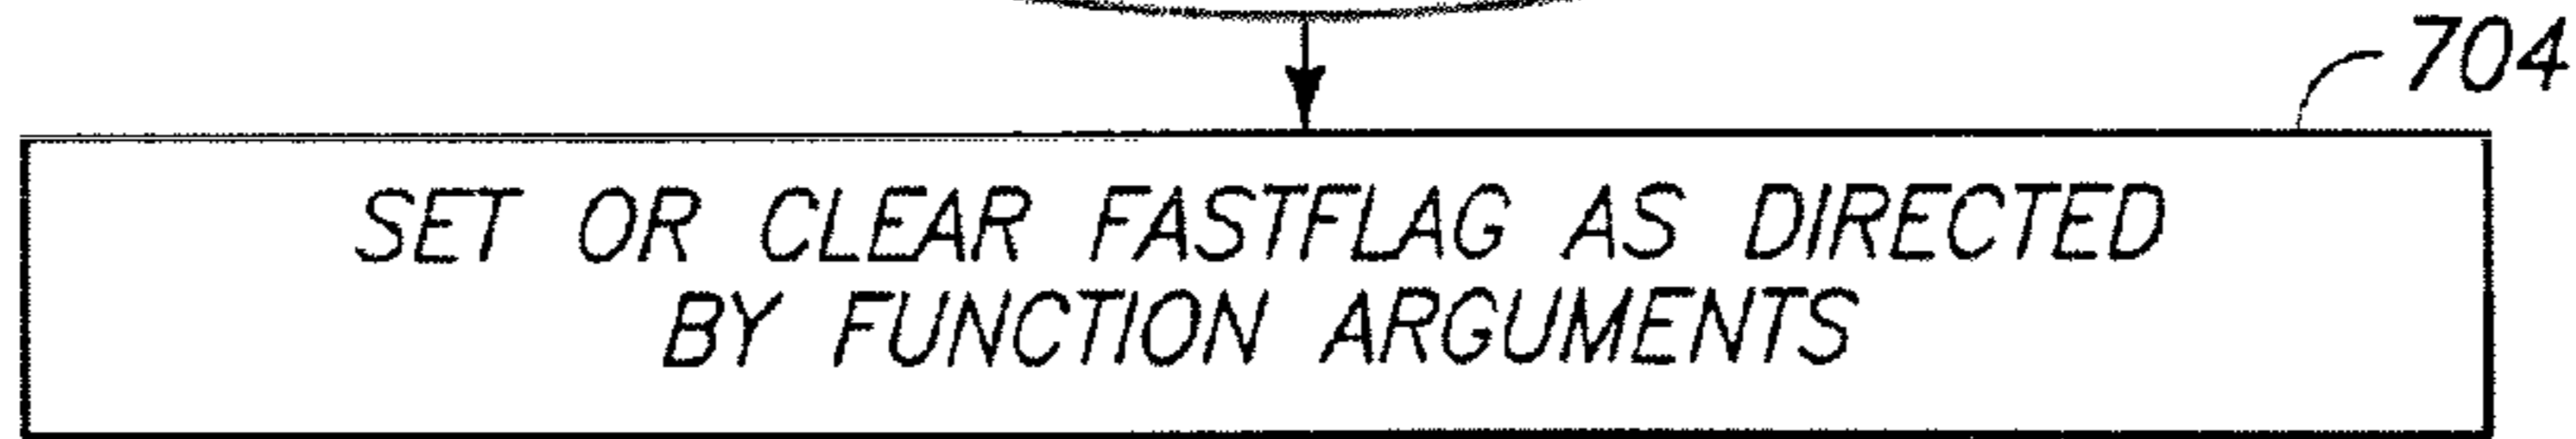 704
SET OR CLEAR FASTFLAG AS DIRECTED
BY FUNCTION ARGUMENTS